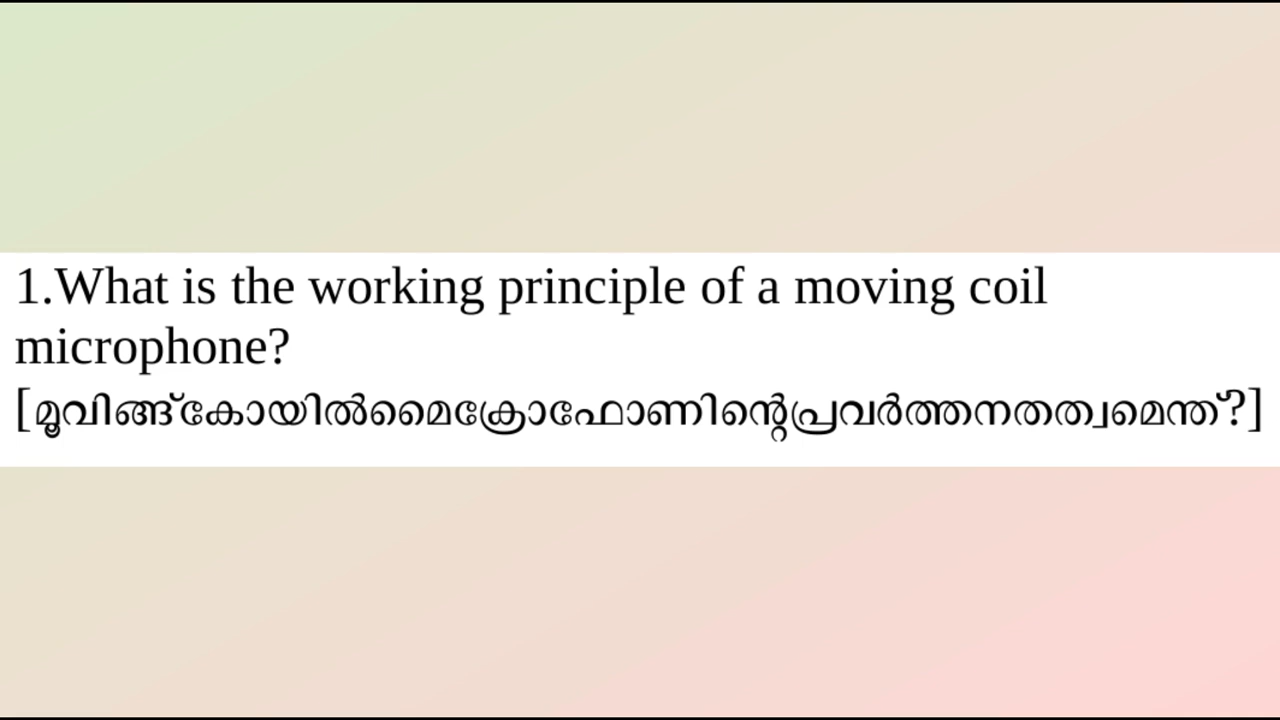 1.What is the working principle of a moving coil
microphone?
[മൂവിങ്ങ്കോയിൽമൈക്രോഫോണിന്റെപ്രവർത്തനതത്വമെന്ത്?]